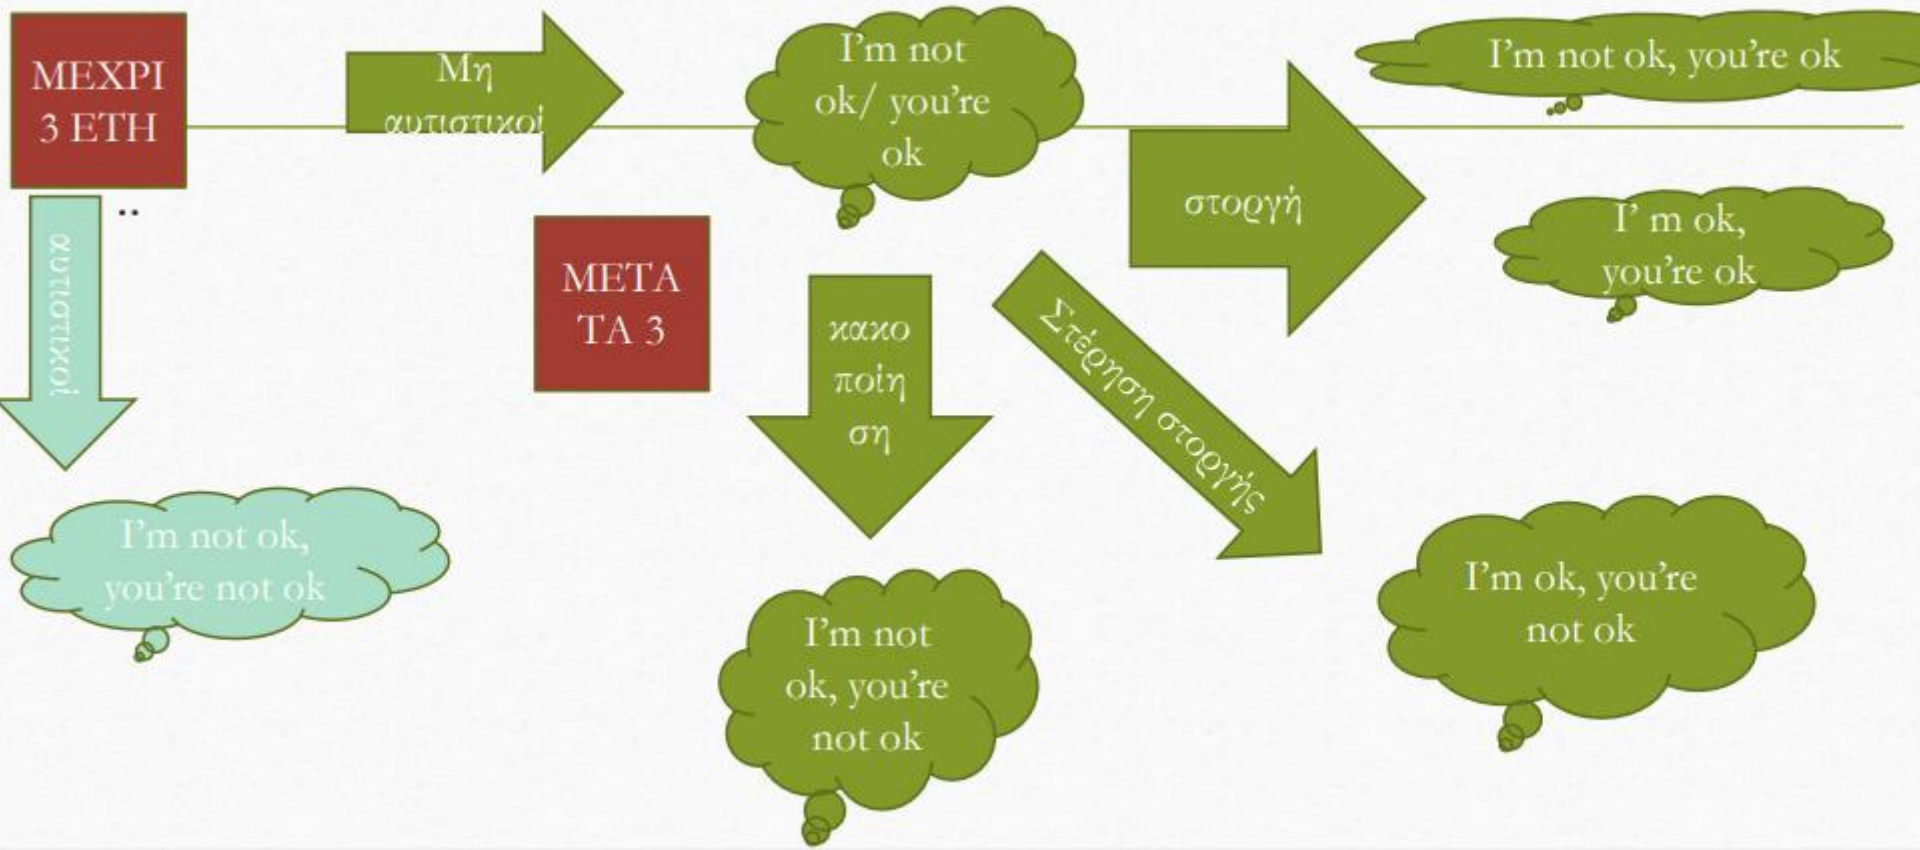 ΜΕΧΡΙ
3 ΕΤΗ
Μη
αυτιστικοί
I'm not
ok/ you're
ok
I'm not ok, you're ok
στοργή
I' m ok,
you're ok
..
αυτιστικοί
ΜΕΤΑ
ΤΑ 3
κακο
ποίη
ση
Στέρηση στοργής
I'm not ok,
you're not ok
I'm not
ok, you're
not ok
I'm ok, you're
not ok